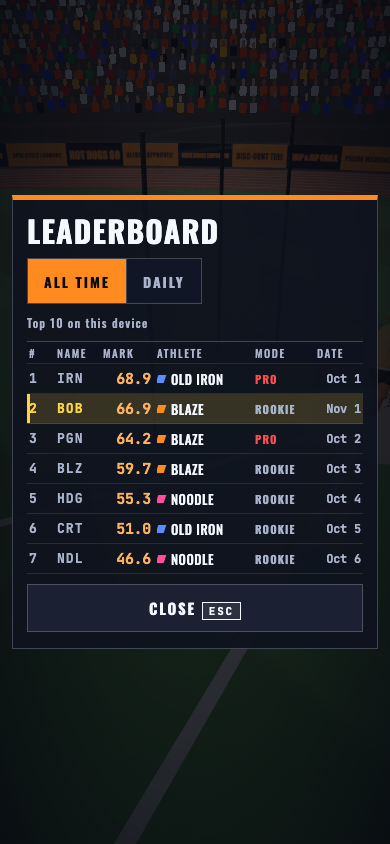 HOT DOGS GO
LEADERBOARD
ALL TIME DAILY
Top 10 on this device
# NAME MARK ATHLETE MODE DATE
1 IRN 68.9 OLD IRON PRO Oct 1
2 BOB 66.9 BLAZE ROOKIE Nov 1
3 PGN 64.2 BLAZE PRO Oct 2
4 BLZ 59.7 BLAZE ROOKIE Oct 3
5 HDG 55.3 NOODLE ROOKIE Oct 4
6 CRT 51.0 OLD IRON ROOKIE Oct 5
7 NDL 46.6 NOODLE ROOKIE Oct 6
CLOSE ESC